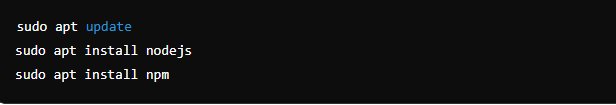 sudo apt update
sudo apt install nodejs
sudo apt install npm